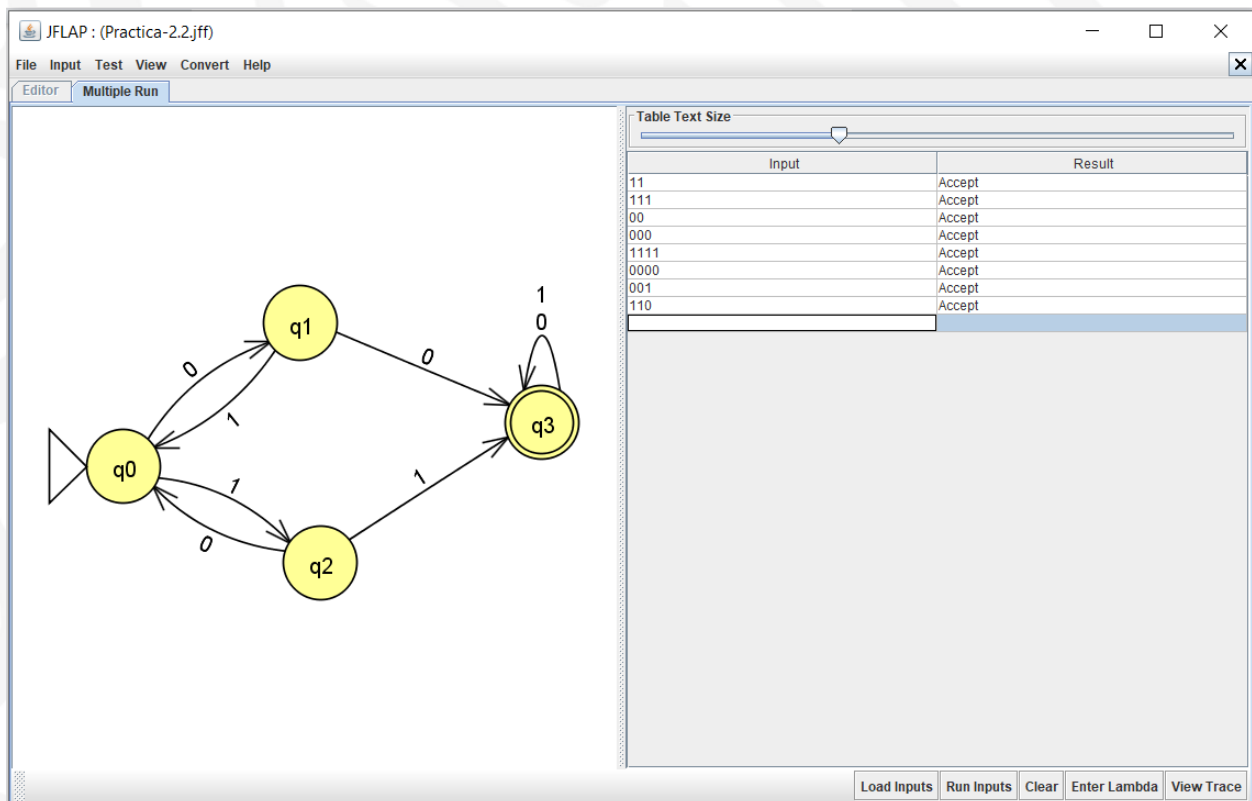 JFLAP : (Practica-2.2.jff)
File Input Test View Convert Help
Editor Multiple Run
Table Text Size
Input Result
11 Accept
111 Accept
00 Accept
000 Accept
1111 Accept
0000 Accept
001 Accept
110 Accept
1
0
q1
0
0
1
q3
q0
1
1
0
q2
Load Inputs Run Inputs Clear Enter Lambda View Trace